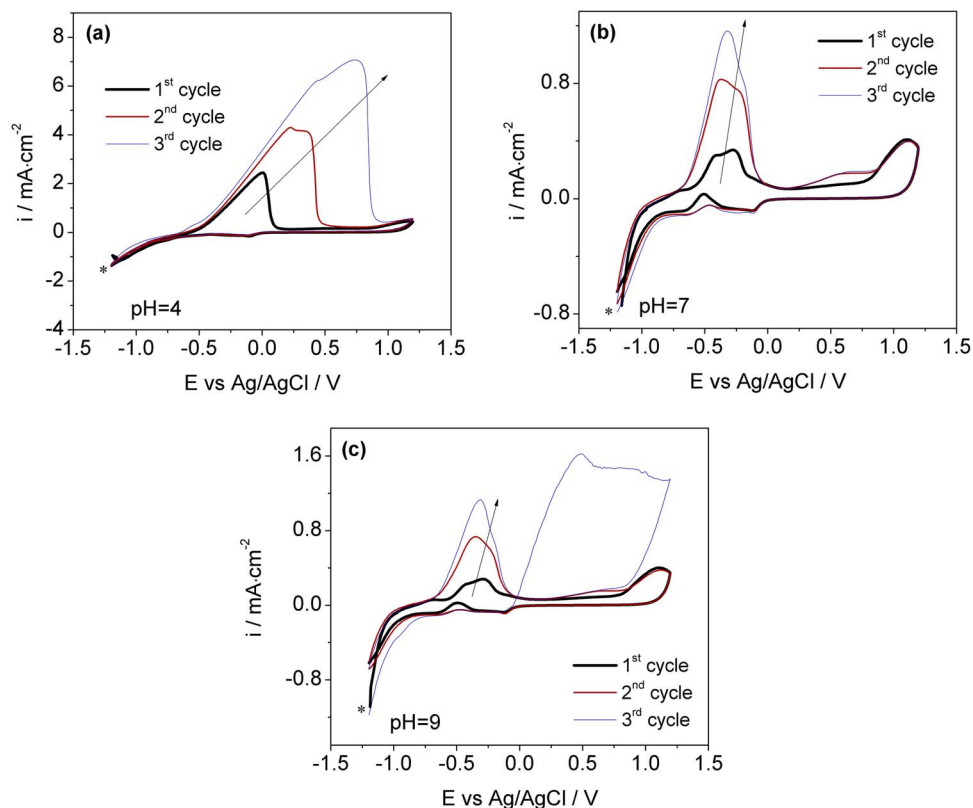 (a)
1st cycle
2nd cycle
3rd cycle
*
pH=4
8
6
4
2
0
-2
-4
-1.5 -1.0 -0.5 0.0 0.5 1.0 1.5
i / mA·cm-2
E vs Ag/AgCl / V
(b)
1st cycle
2nd cycle
3rd cycle
*
pH=7
0.8
0.0
-0.8
-1.5 -1.0 -0.5 0.0 0.5 1.0 1.5
i / mA·cm-2
E vs Ag/AgCl / V
(c)
1st cycle
2nd cycle
3rd cycle
*
pH=9
1.6
0.8
0.0
-0.8
-1.5 -1.0 -0.5 0.0 0.5 1.0 1.5
i / mA·cm-2
E vs Ag/AgCl / V